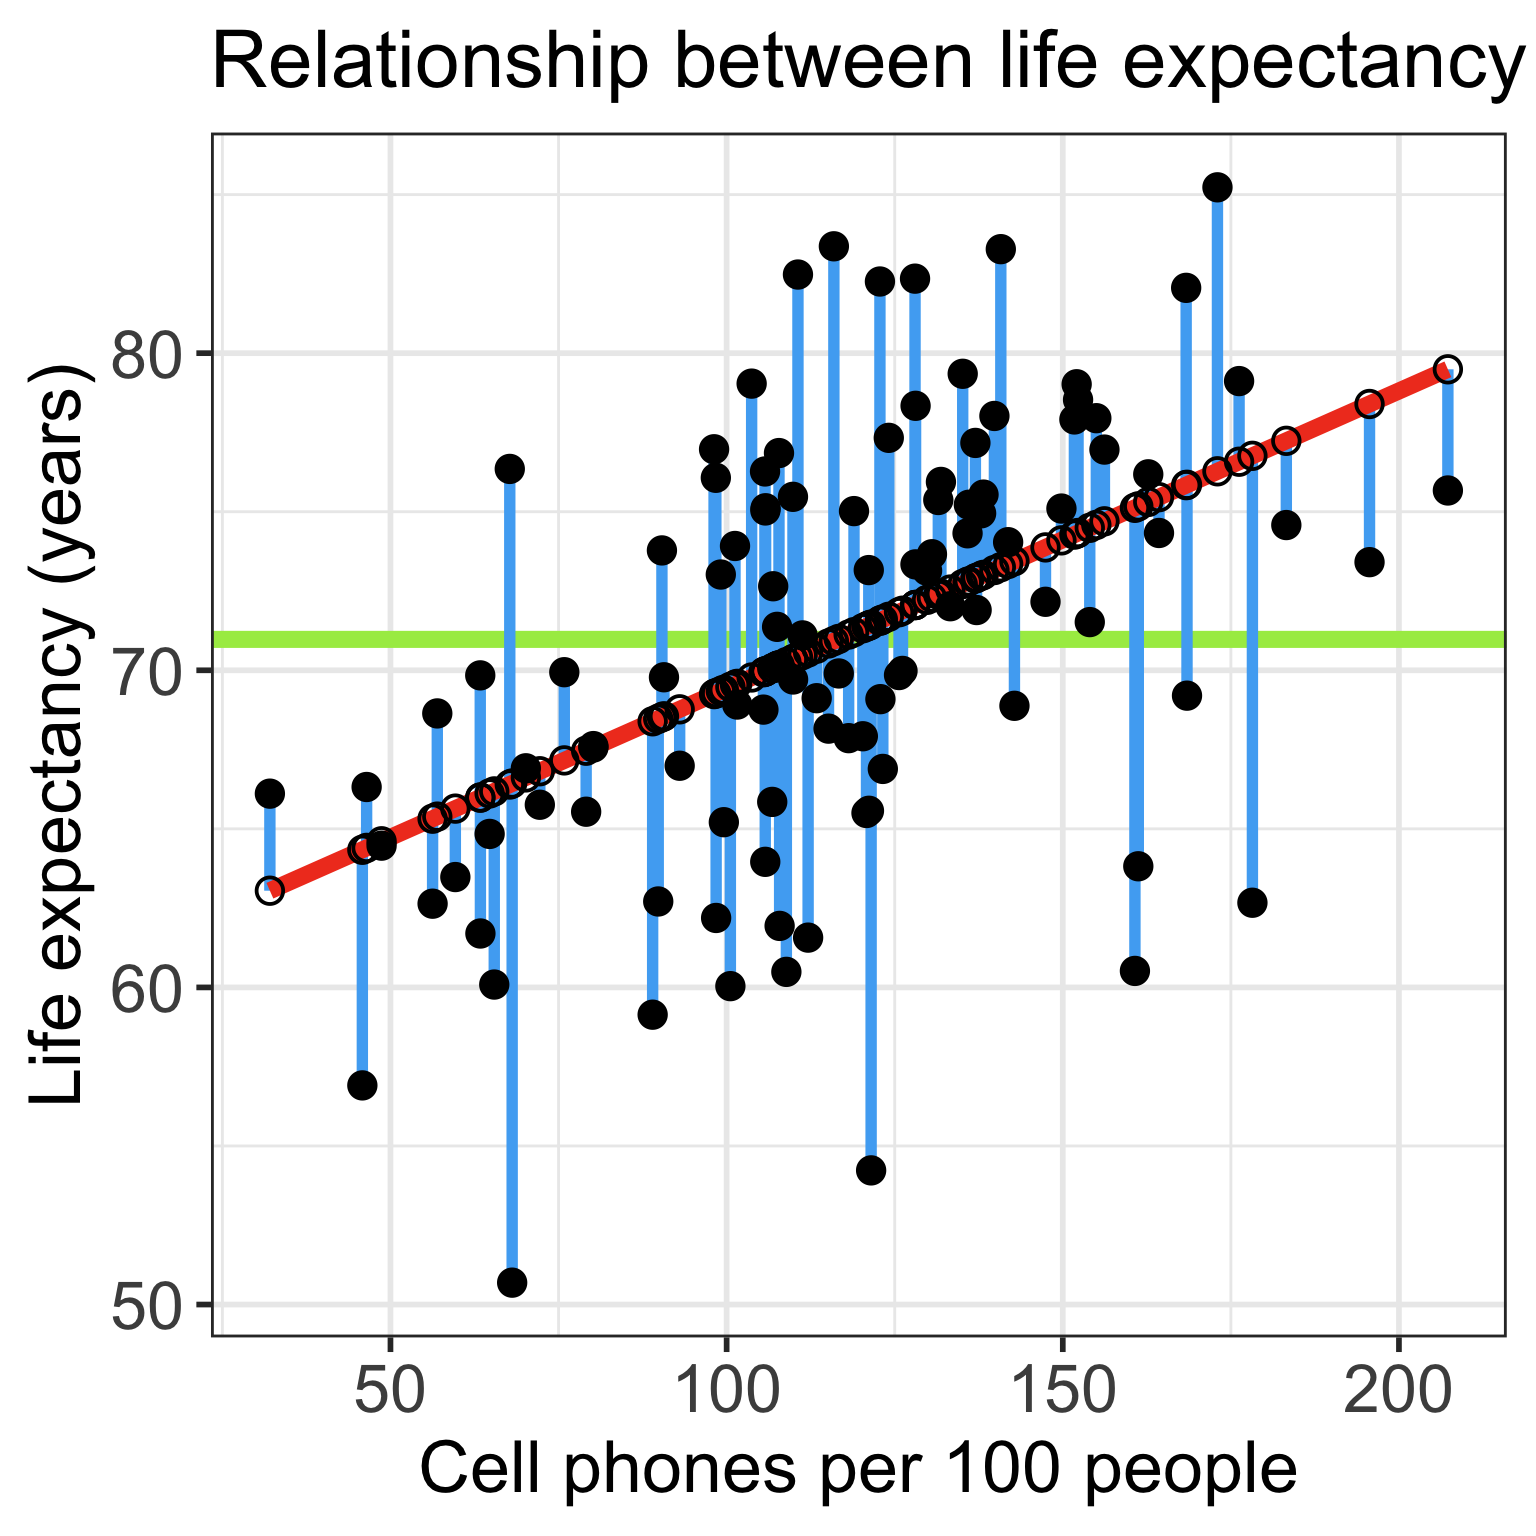 Relationship between life expectancy
Life expectancy (years)
80
70
60
50
50 100 150 200
Cell phones per 100 people